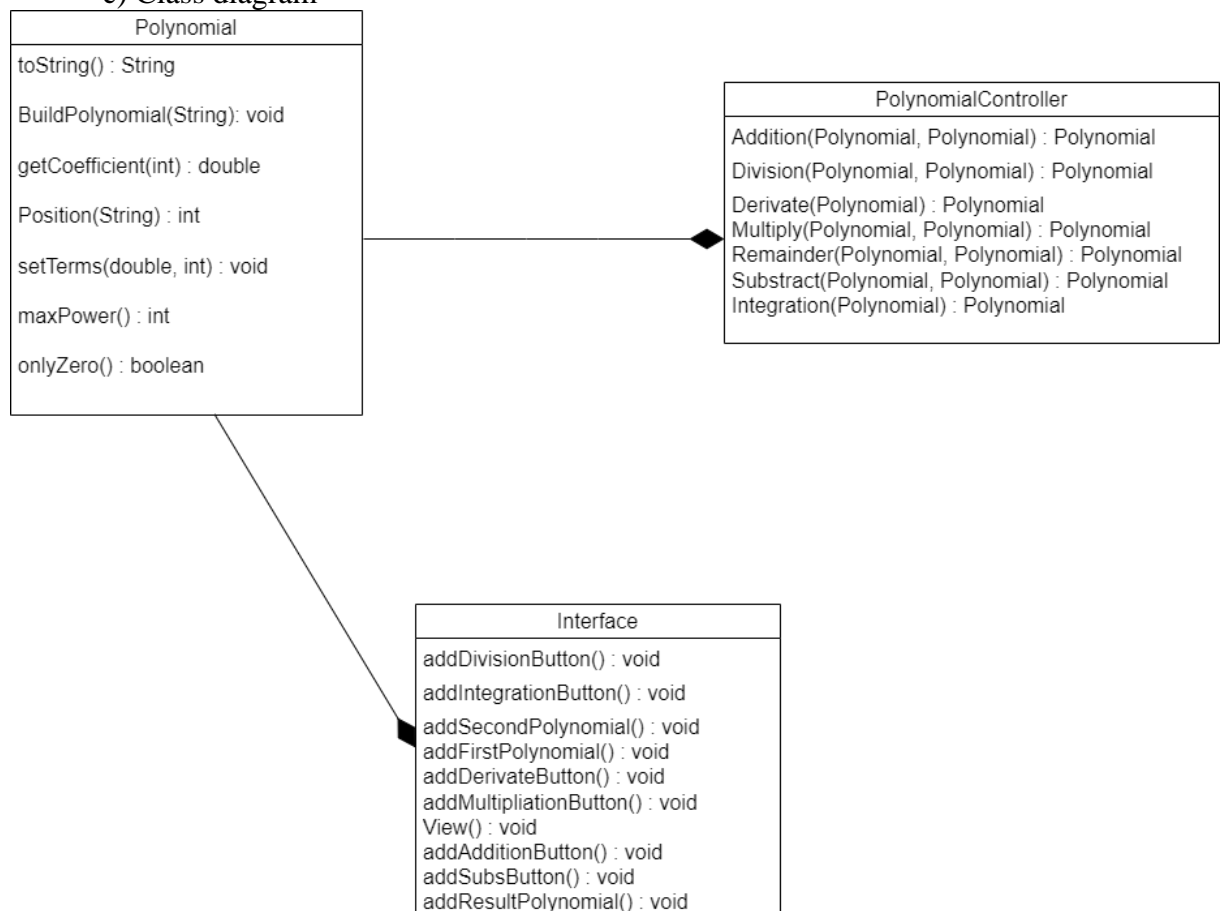 c) Class diagram
Polynomial
toString() : String
BuildPolynomial(String): void
getCoefficient(int) : double
Position(String) : int
setTerms(double, int) : void
maxPower() : int
onlyZero() : boolean
PolynomialController
Addition(Polynomial, Polynomial) : Polynomial
Division(Polynomial, Polynomial) : Polynomial
Derivate(Polynomial) : Polynomial
Multiply(Polynomial, Polynomial) : Polynomial
Remainder(Polynomial, Polynomial) : Polynomial
Substract(Polynomial, Polynomial) : Polynomial
Integration(Polynomial) : Polynomial
Interface
addDivisionButton() : void
addIntegrationButton() : void
addSecondPolynomial() : void
addFirstPolynomial() : void
addDerivateButton() : void
addMultipliationButton() : void
View() : void
addAdditionButton() : void
addSubsButton() : void
addResultPolynomial() : void